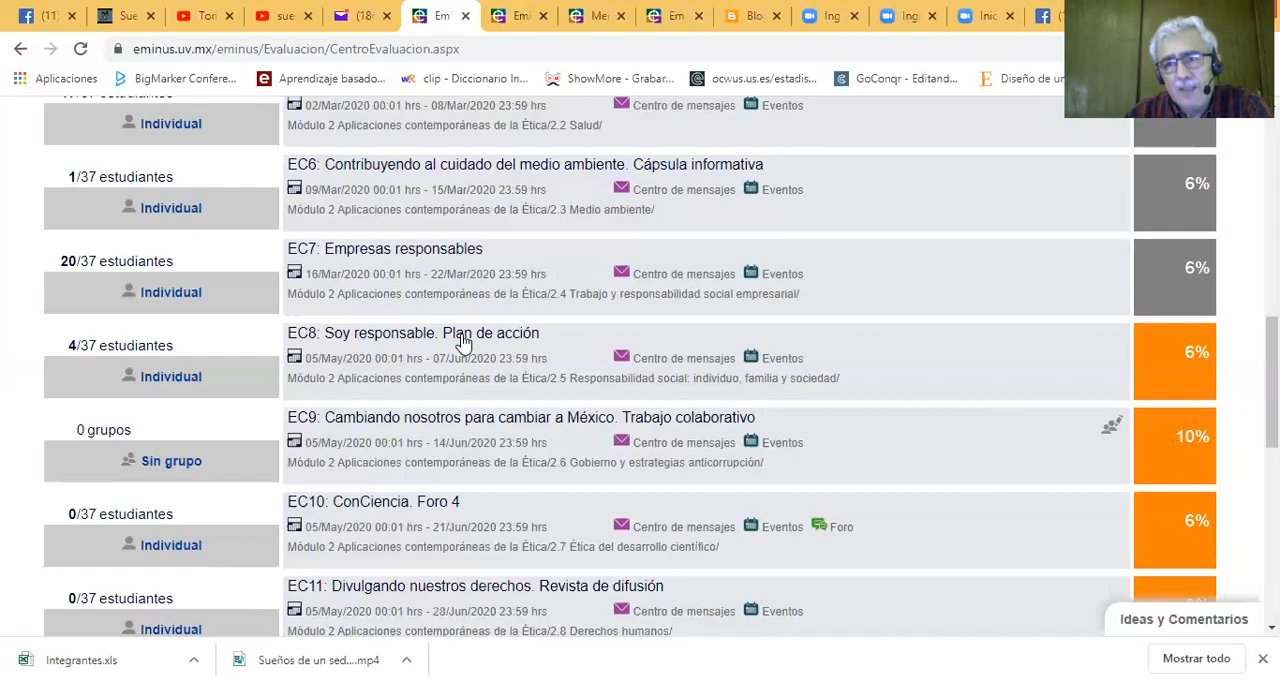 (11) Sue Tori sue (18 Em Em Me Em Blo Ing Ing Inic (1
eminus.uv.mx/eminus/Evaluacion/CentroEvaluacion.aspx
Aplicaciones BigMarker Confere... Aprendizaje basado... clip - Diccionario In... ShowMore - Grabar... ocwus.us.es/estadis... GoConqr - Editand... Diseño de un
02/Mar/2020 00:01 hrs - 08/Mar/2020 23:59 hrs Centro de mensajes Eventos
Individual
Módulo 2 Aplicaciones contemporáneas de la Ética/2.2 Salud/
EC6: Contribuyendo al cuidado del medio ambiente. Cápsula informativa
1/37 estudiantes
6%
09/Mar/2020 00:01 hrs - 15/Mar/2020 23:59 hrs Centro de mensajes Eventos
Individual
Módulo 2 Aplicaciones contemporáneas de la Ética/2.3 Medio ambiente/
EC7: Empresas responsables
20/37 estudiantes
6%
16/Mar/2020 00:01 hrs - 22/Mar/2020 23:59 hrs Centro de mensajes Eventos
Individual
Módulo 2 Aplicaciones contemporáneas de la Ética/2.4 Trabajo y responsabilidad social empresarial/
EC8: Soy responsable. Plan de acción
4/37 estudiantes
6%
05/May/2020 00:01 hrs - 07/Jun/2020 23:59 hrs Centro de mensajes Eventos
Individual
Módulo 2 Aplicaciones contemporáneas de la Ética/2.5 Responsabilidad social: individuo, familia y sociedad/
EC9: Cambiando nosotros para cambiar a México. Trabajo colaborativo
0 grupos
10%
05/May/2020 00:01 hrs - 14/Jun/2020 23:59 hrs Centro de mensajes Eventos
Sin grupo
Módulo 2 Aplicaciones contemporáneas de la Ética/2.6 Gobierno y estrategias anticorrupción/
EC10: ConCiencia. Foro 4
0/37 estudiantes
6%
05/May/2020 00:01 hrs - 21/Jun/2020 23:59 hrs Centro de mensajes Eventos Foro
Individual
Módulo 2 Aplicaciones contemporáneas de la Ética/2.7 Ética del desarrollo científico/
EC11: Divulgando nuestros derechos. Revista de difusión
0/37 estudiantes
05/May/2020 00:01 hrs - 28/Jun/2020 23:59 hrs Centro de mensajes Eventos
Individual
Módulo 2 Aplicaciones contemporáneas de la Ética/2.8 Derechos humanos/
Ideas y Comentarios
Integrantes.xls Sueños de un sed....mp4 Mostrar todo